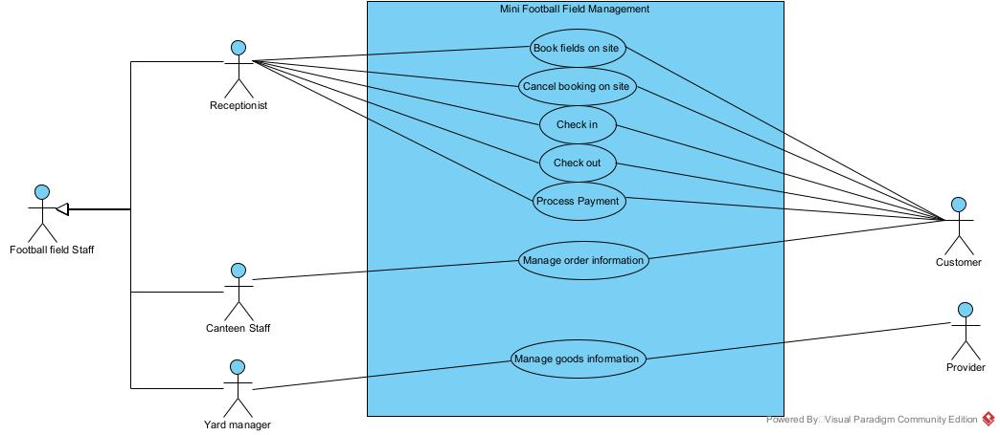 Mini Football Field Management
Book fields on site
Cancel booking on site
Receptionist
Check in
Check out
Process Payment
Football field Staff
Manage order information
Customer
Canteen Staff
Manage goods information
Provider
Yard manager
Powered By Visual Paradigm Community Edition